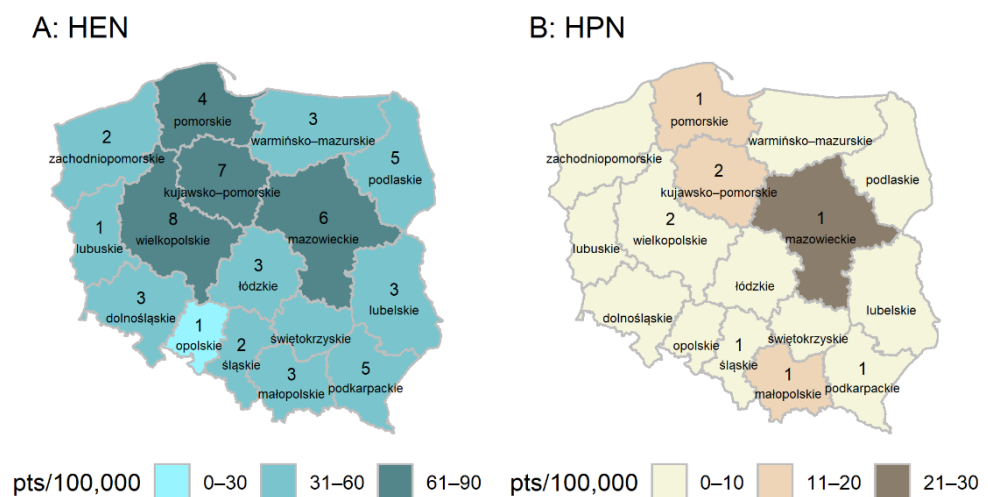 A: HEN
4
pomorskie
3
warmińsko–mazurskie
2
zachodniopomorskie
5
podlaskie
7
kujawsko–pomorskie
8
wielkopolskie
6
mazowieckie
1
lubuskie
3
łódzkie
3
lubelskie
3
dolnośląskie
1
opolskie
2
śląskie
świętokrzyskie
3
małopolskie
5
podkarpackie
pts/100,000 0–30 31–60 61–90
B: HPN
1
pomorskie
warmińsko–mazurskie
zachodniopomorskie
podlaskie
2
kujawsko–pomorskie
2
wielkopolskie
1
mazowieckie
lubuskie
łódzkie
lubelskie
dolnośląskie
opolskie
1
śląskie
świętokrzyskie
1
małopolskie
1
podkarpackie
pts/100,000 0–10 11–20 21–30